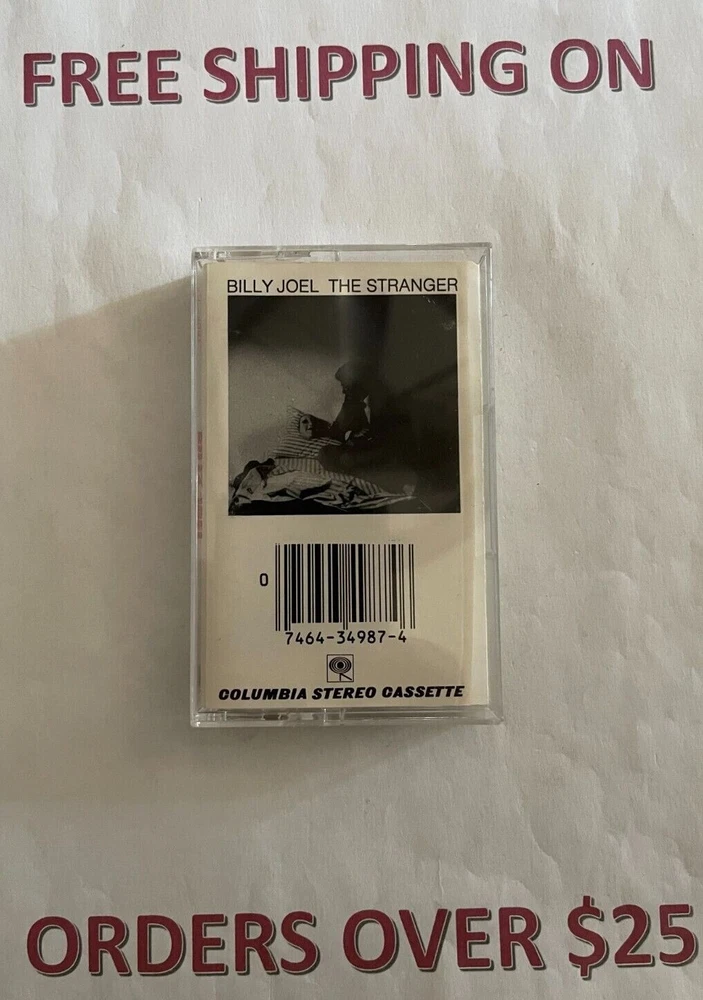 FREE SHIPPING ON
BILLY JOEL THE STRANGER
0
7464-34987-4
COLUMBIA STEREO CASSETTE
ORDERS OVER $25